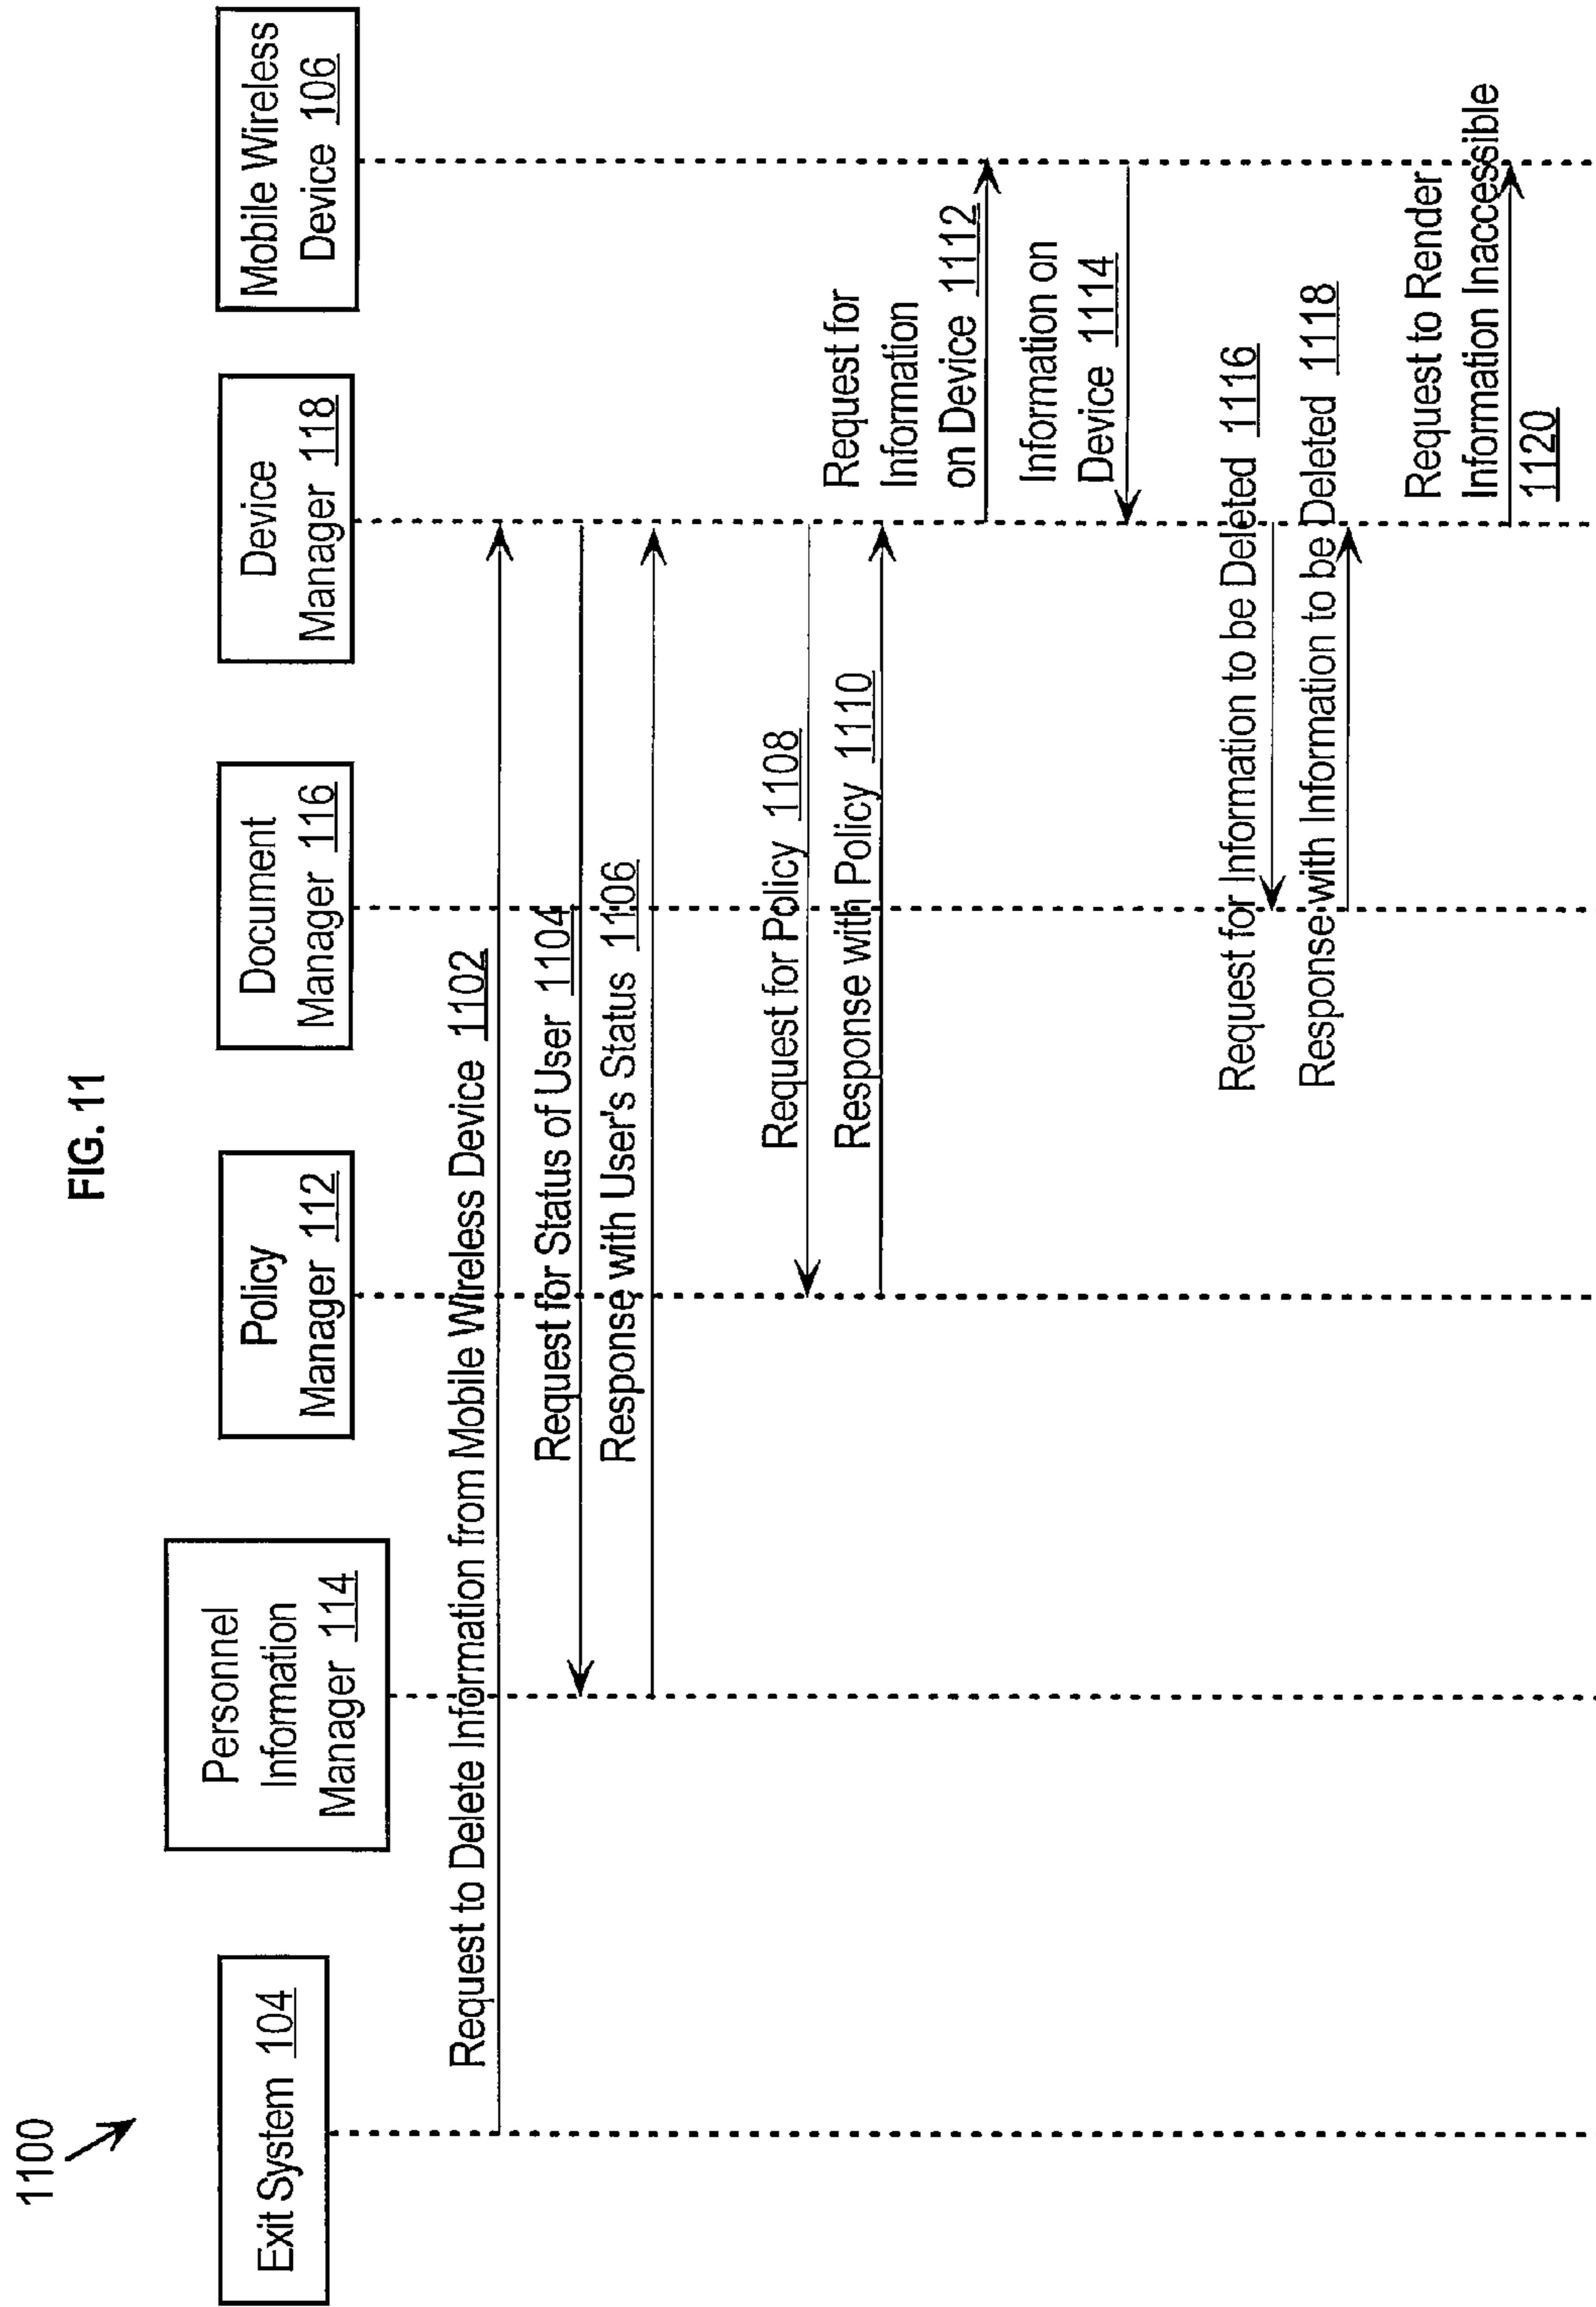 1100
FIG. 11
Exit System 104
Personnel
Information
Manager 114
Policy
Manager 112
Document
Manager 116
Device
Manager 118
Mobile Wireless
Device 106
Request to Delete Information from Mobile Wireless Device 1102
Request for Status of User 1104
Response with User's Status 1106
Request for Policy 1108
Response with Policy 1110
Request for
Information
on Device 1112
Information on
Device 1114
Request for Information to be Deleted 1116
Response with Information to be Deleted 1118
Request to Render
Information Inaccessible
1120